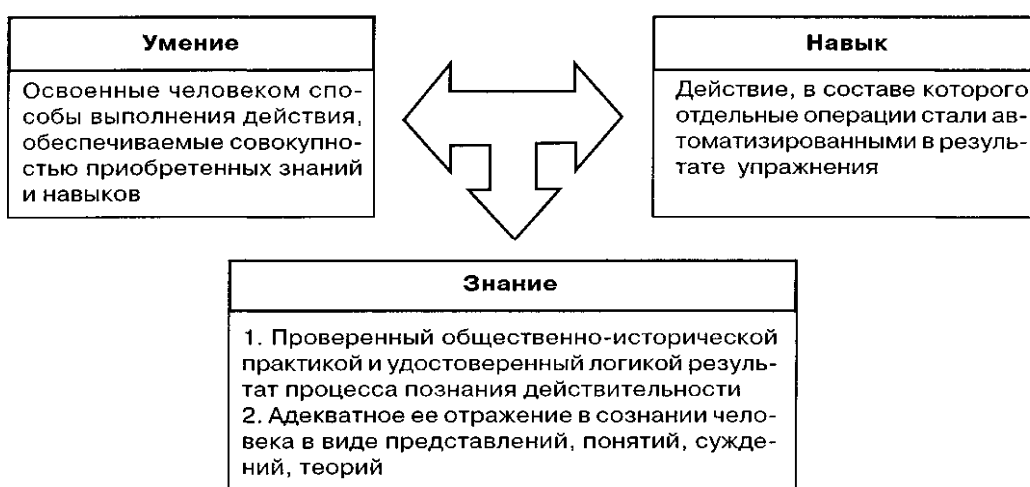 Умение
Освоенные человеком спо-
собы выполнения действия,
обеспечиваемые совокупно-
стью приобретенных знаний
и навыков
Навык
Действие, в составе которого
отдельные операции стали ав-
томатизированными в резуль-
тате упражнения
Знание
1. Проверенный общественно-исторической
практикой и удостоверенный логикой резуль-
тат процесса познания действительности
2. Адекватное ее отражение в сознании чело-
века в виде представлений, понятий, сужде-
ний, теорий